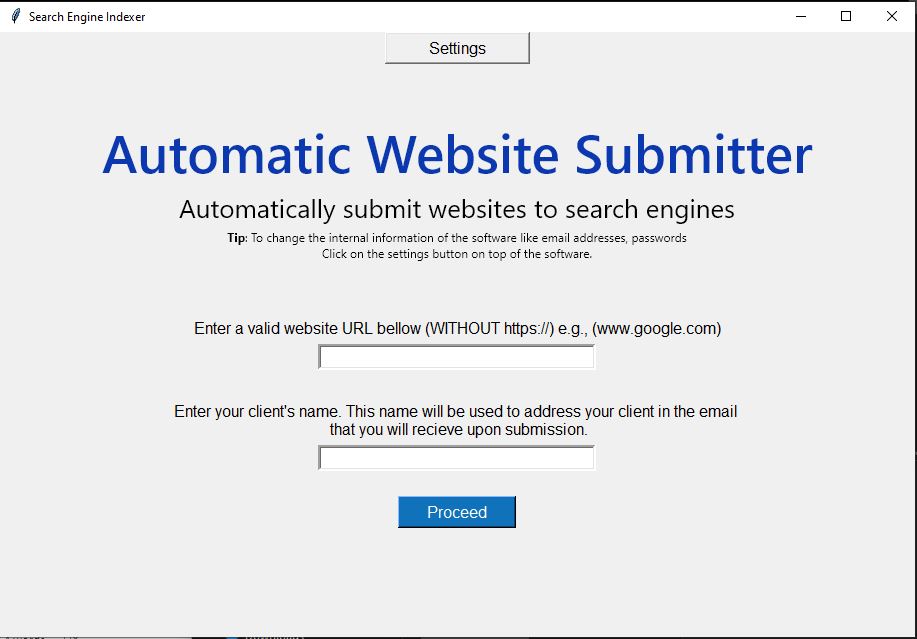 Search Engine Indexer
Settings
Automatic Website Submitter
Automatically submit websites to search engines
Tip: To change the internal information of the software like email addresses, passwords
Click on the settings button on top of the software.
Enter a valid website URL bellow (WITHOUT https://) e.g., (www.google.com)
Enter your client's name. This name will be used to address your client in the email
that you will recieve upon submission.
Proceed